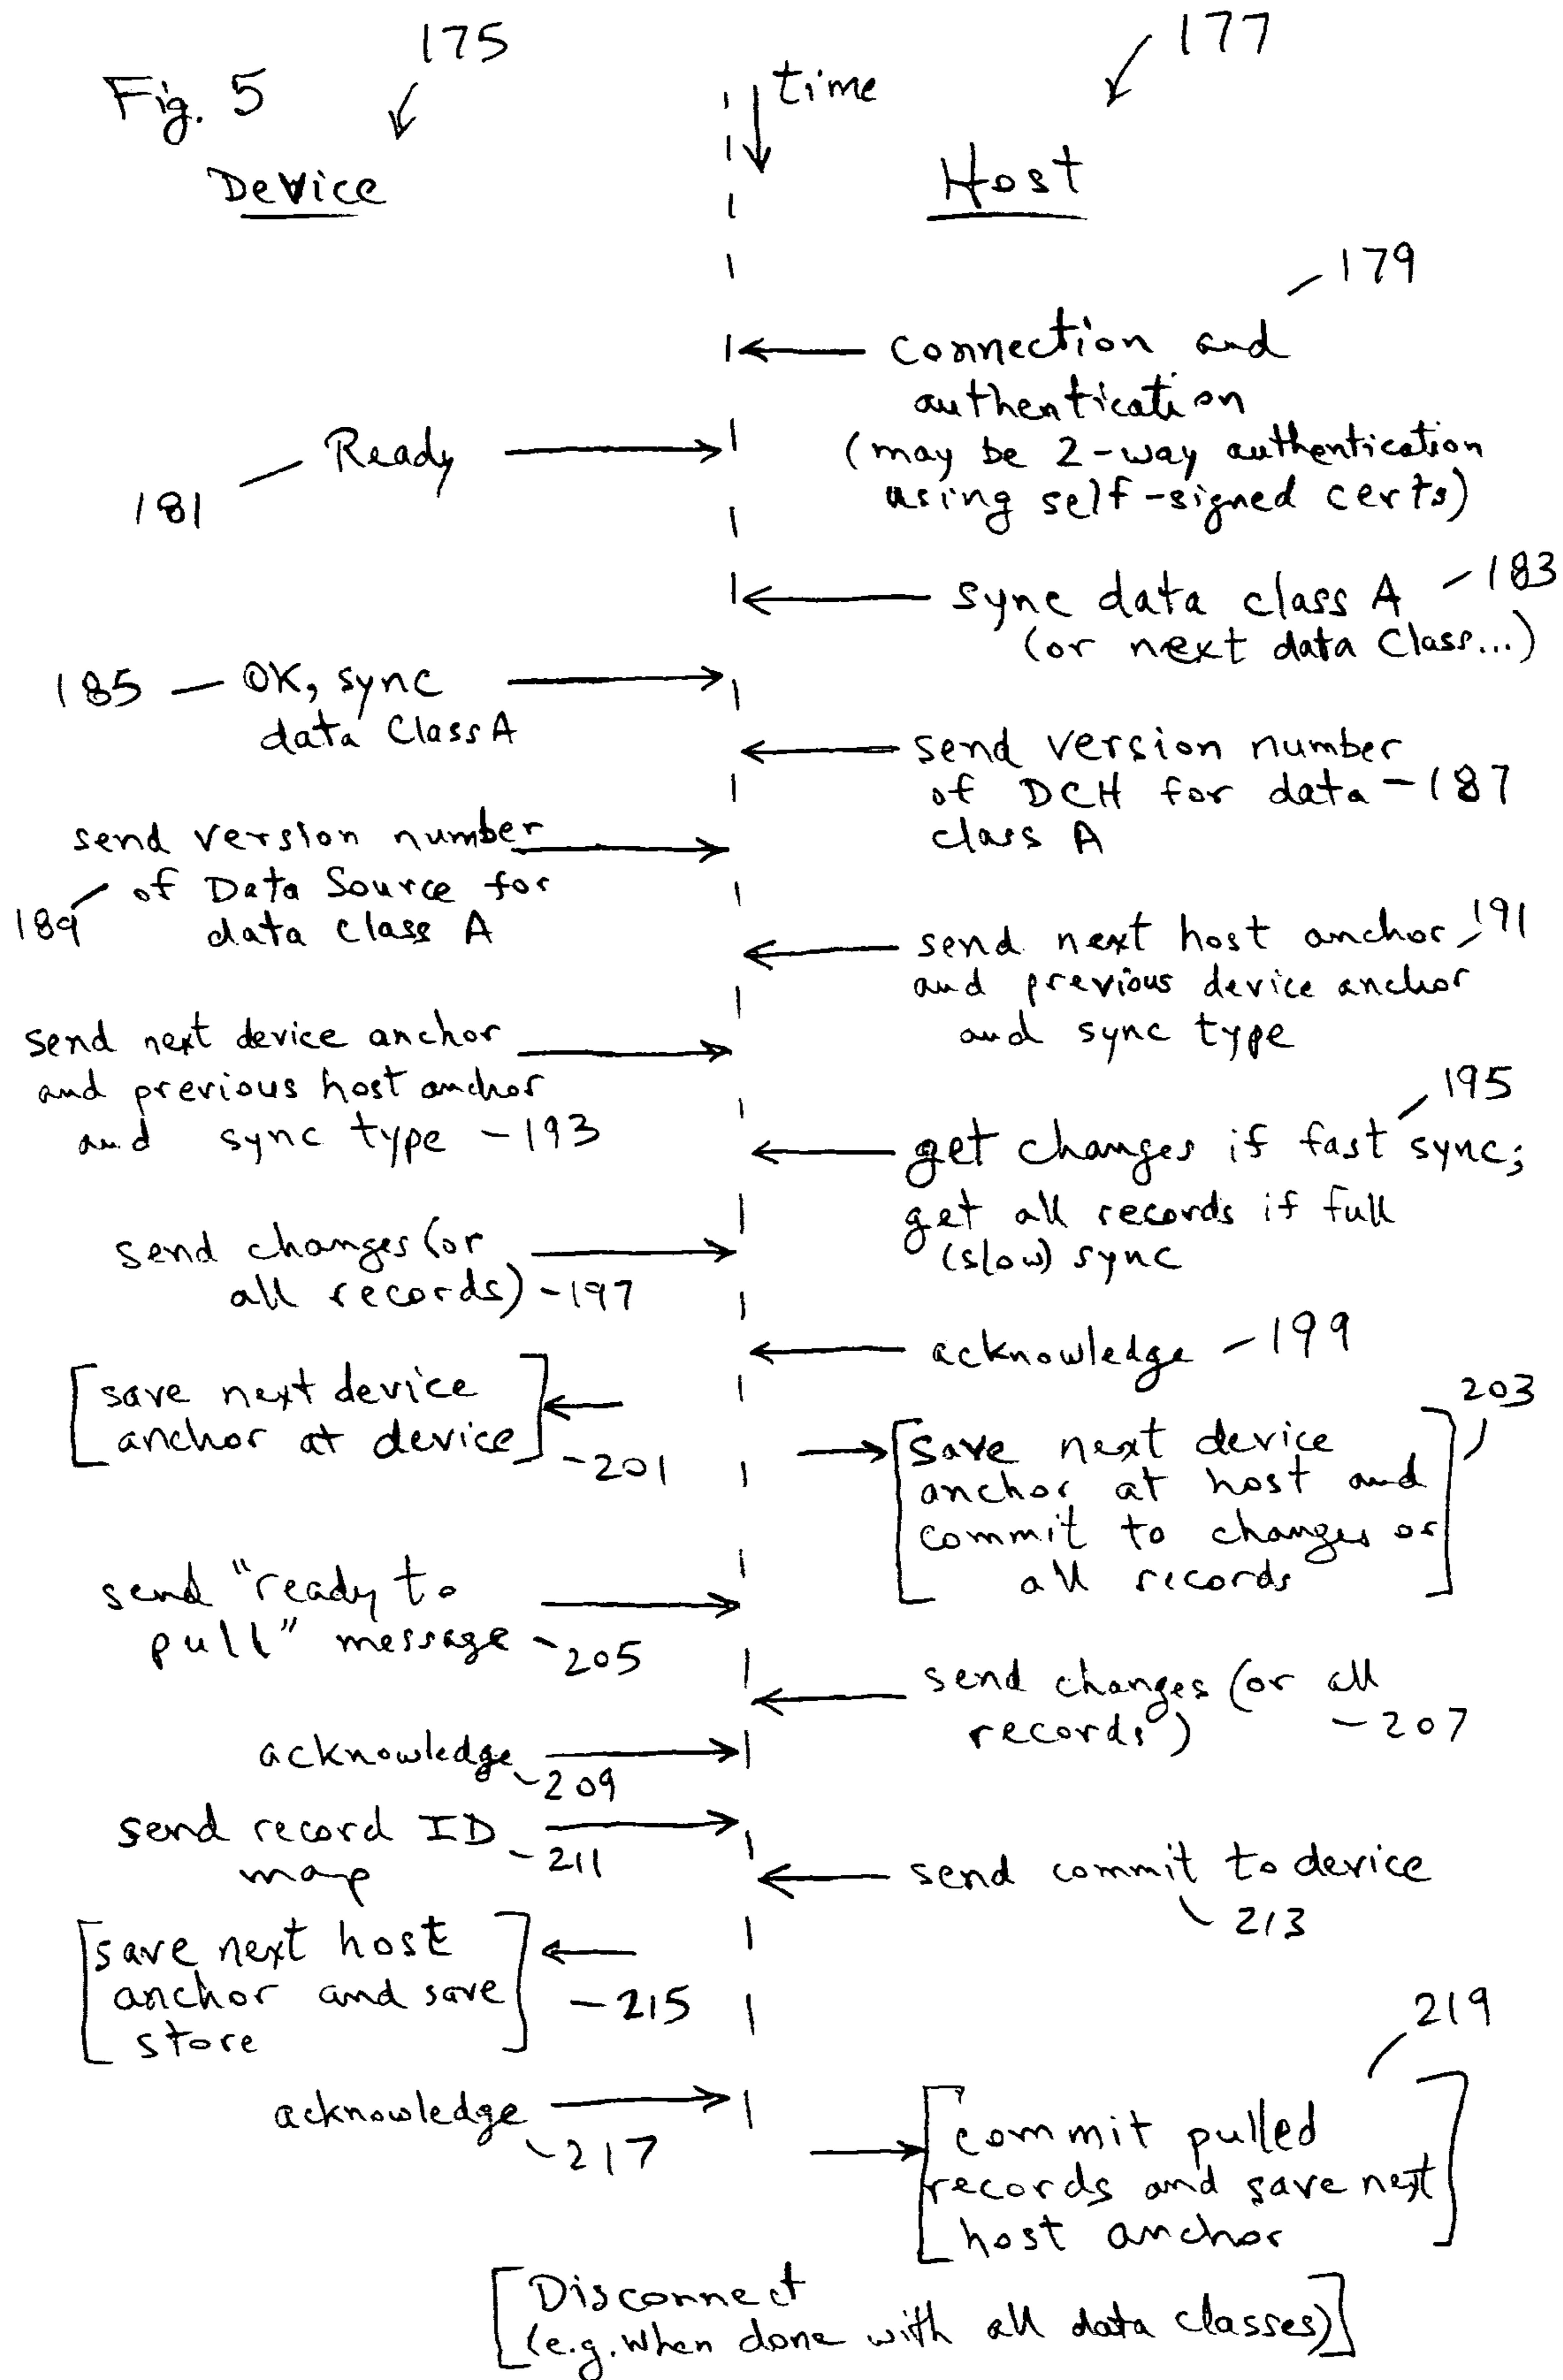 Fig. 5
175
Device
time
177
Host
179
connection and
authentication
(may be 2-way authentication
using self-signed certs)
Ready
181
sync data class A - 183
(or next data class...)
185 - OK, sync
data class A
send version number
of DCH for data - 187
class A
send version number
of Data Source for
189
data class A
send next host anchor 191
and previous device anchor
and sync type
send next device anchor
and previous host anchor
and sync type - 193
195
get changes if fast sync;
get all records if full
(slow) sync
send changes (or
all records) - 197
acknowledge - 199
[save next device
anchor at device]
- 201
203
[save next device
anchor at host and
commit to changes or
all records]
send "ready to
pull" message - 205
send changes (or all
records) - 207
acknowledge - 209
send record ID - 211
map
send commit to device
213
[save next host
anchor and save
store] - 215
acknowledge - 217
219
[commit pulled
records and save next
host anchor]
[Disconnect
(e.g. when done with all data classes)]